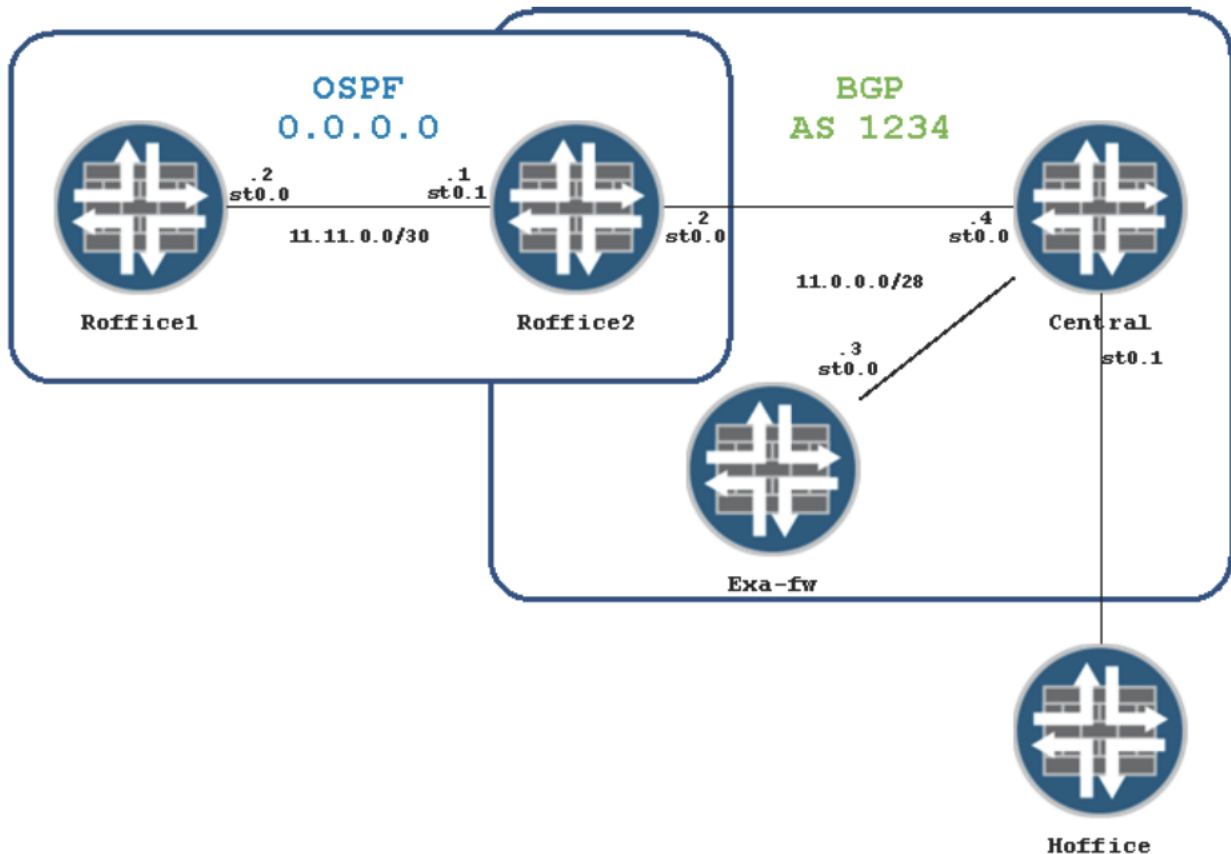 OSPF
0.0.0.0
BGP
AS 1234
.2
st0.0
.1
st0.1
11.11.0.0/30
.2
st0.0
.4
st0.0
11.0.0.0/28
Roffice1
Roffice2
Central
.3
st0.0
st0.1
Exa-fw
Hoffice